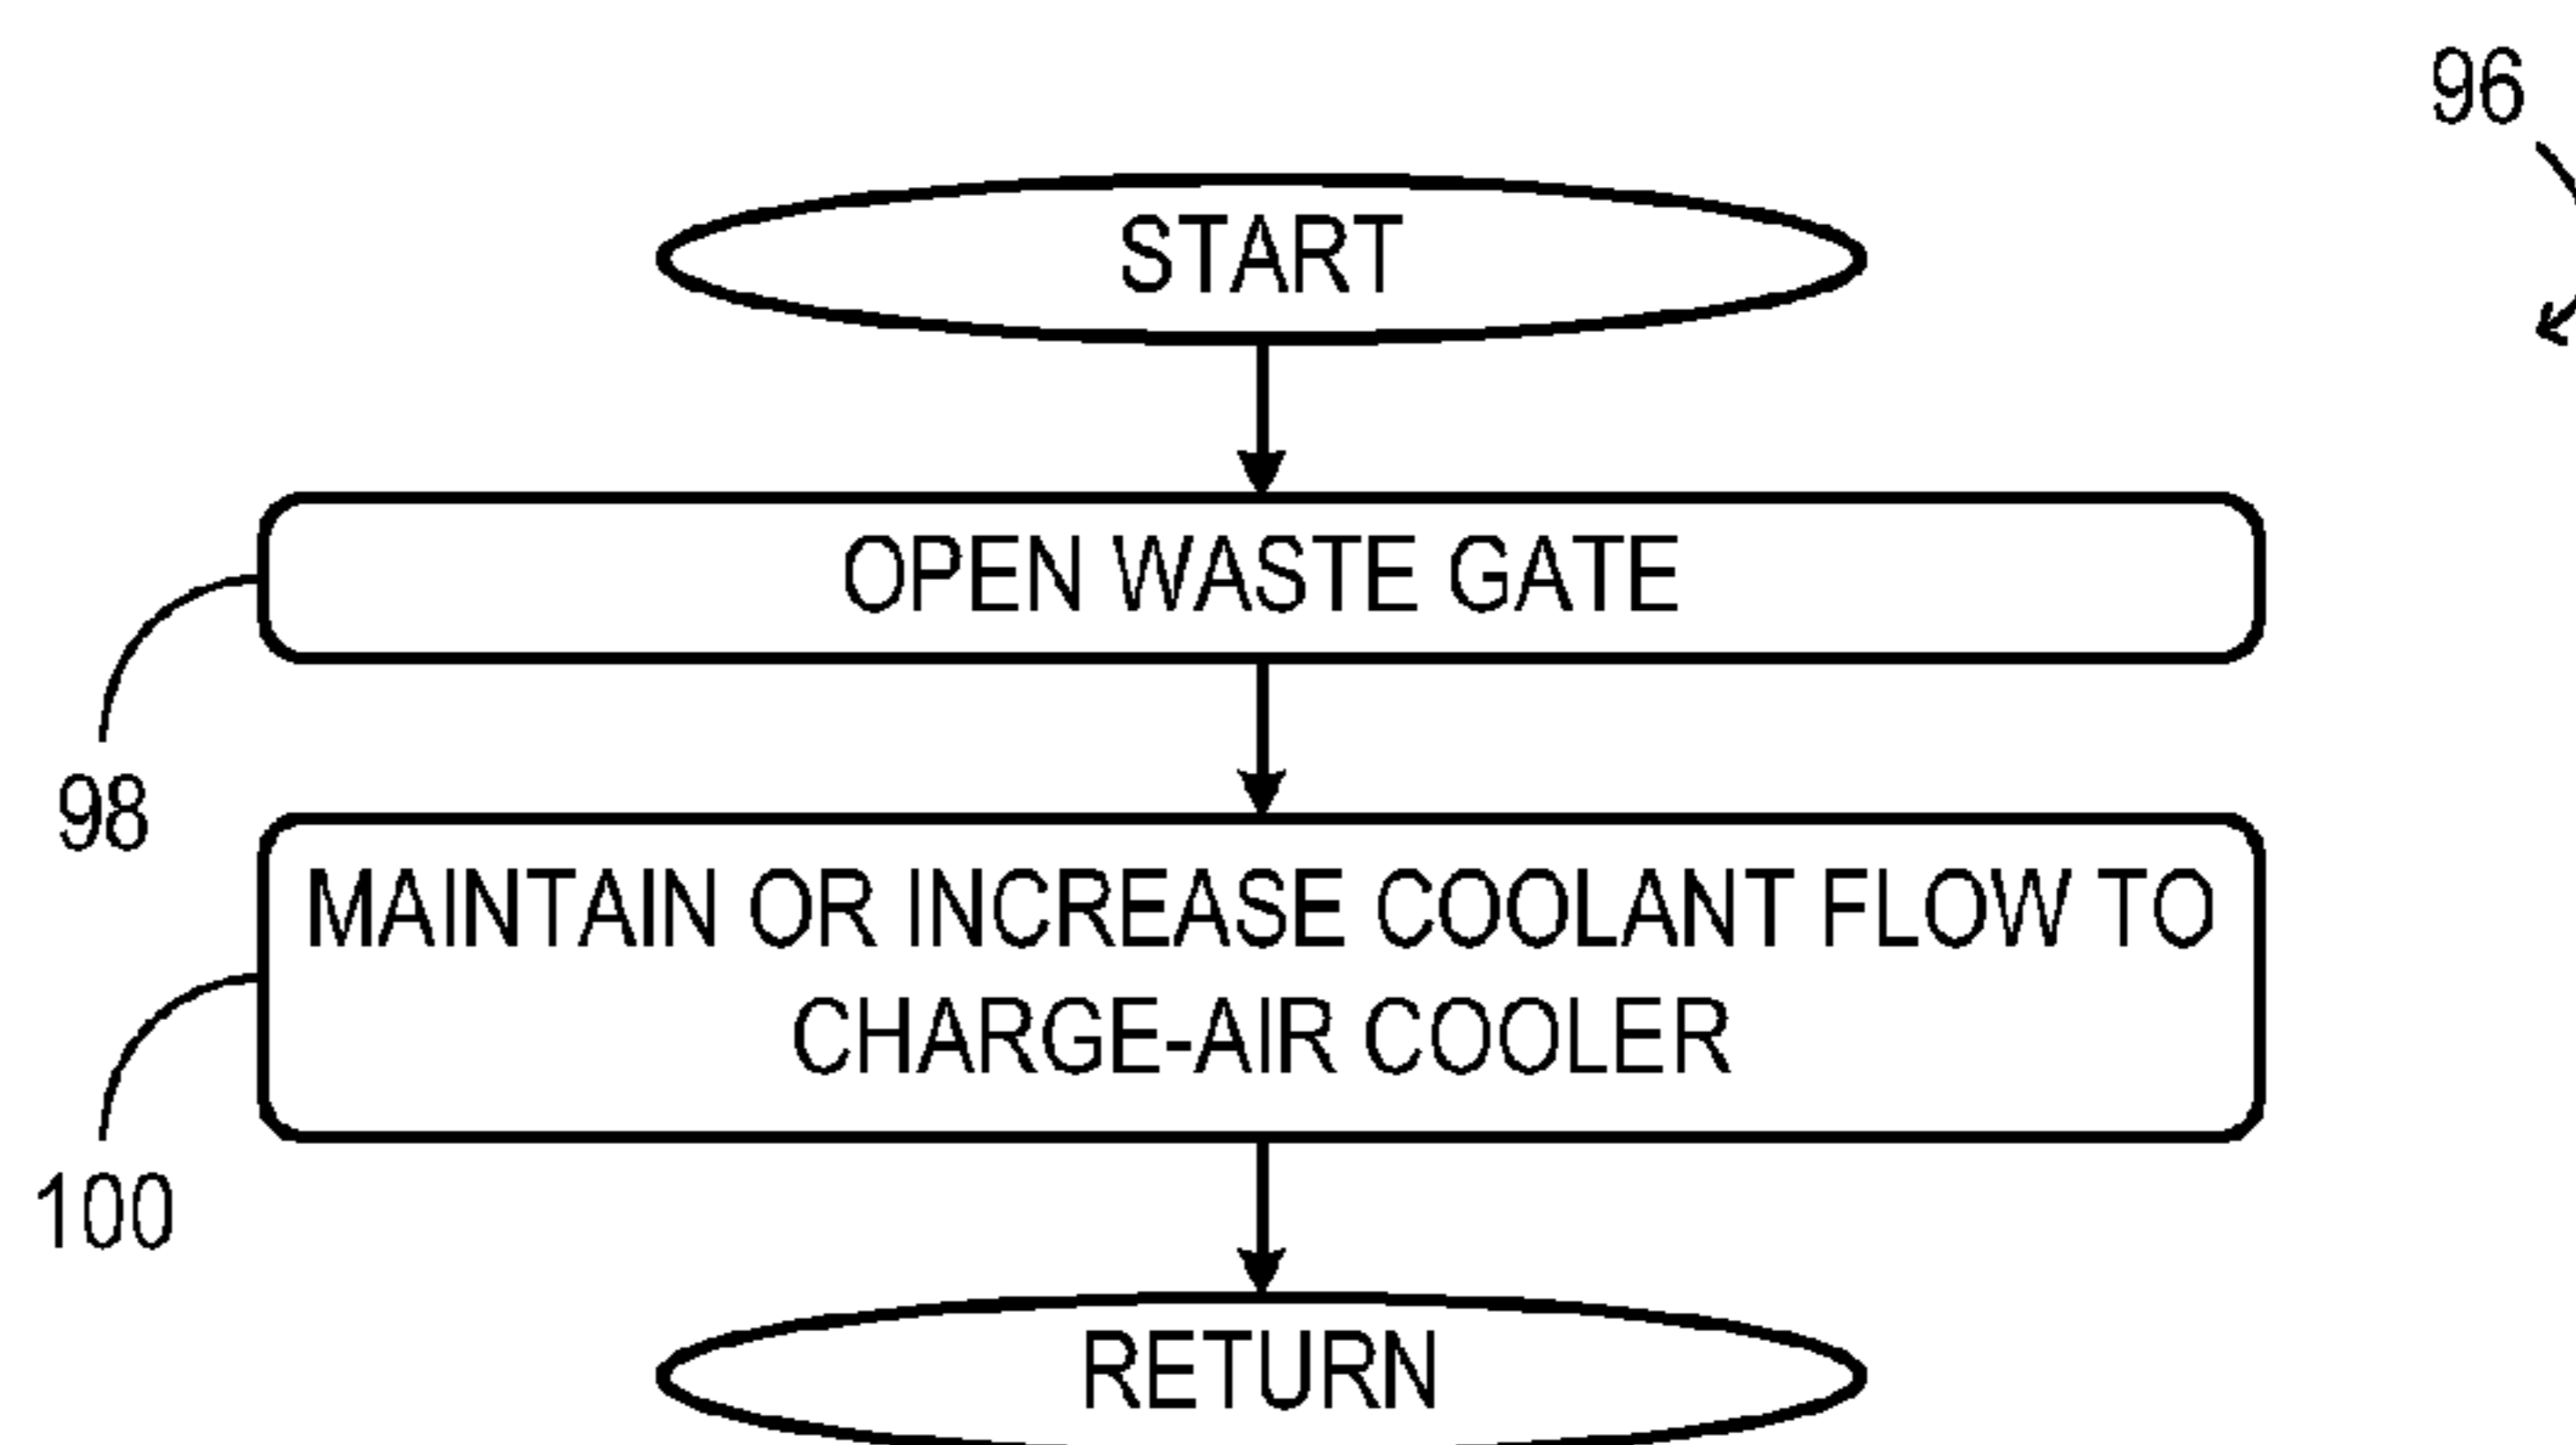 96
START
OPEN WASTE GATE
98
MAINTAIN OR INCREASE COOLANT FLOW TO
CHARGE-AIR COOLER
100
RETURN